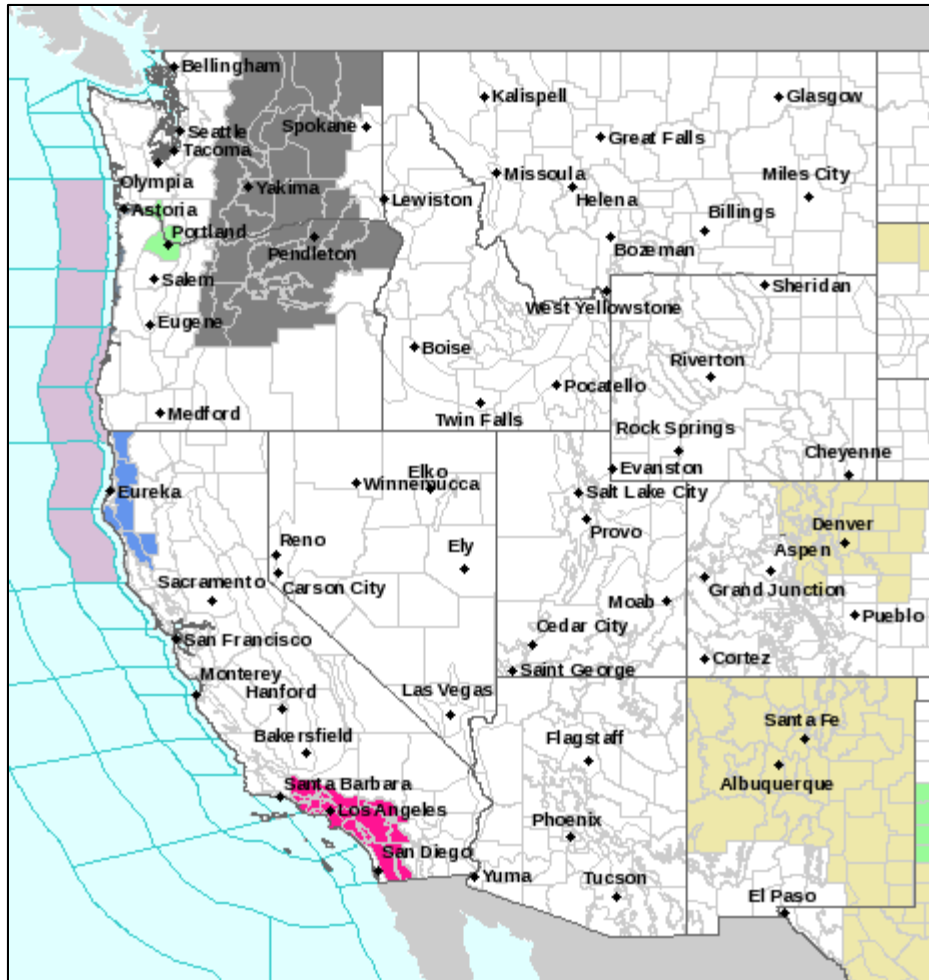 Bellingham
Kalispell
Glasgow
Seattle
Spokane
Great Falls
Tacoma
Missoula
Olympia
Yakima
Lewiston
Helena
Miles City
Astoria
Billings
Portland
Pendleton
Bozeman
Salem
Sheridan
West Yellowstone
Eugene
Boise
Riverton
Pocatello
Medford
Twin Falls
Rock Springs
Cheyenne
Elko
Evanston
Eureka
Winnemucca
Salt Lake City
Denver
Provo
Reno
Ely
Aspen
Sacramento
Carson City
Grand Junction
Moab
Pueblo
Cedar City
San Francisco
Cortez
Saint George
Monterey
Hanford
Las Vegas
Santa Fe
Bakersfield
Flagstaff
Albuquerque
Santa Barbara
Los Angeles
Phoenix
San Diego
Yuma
Tucson
El Paso